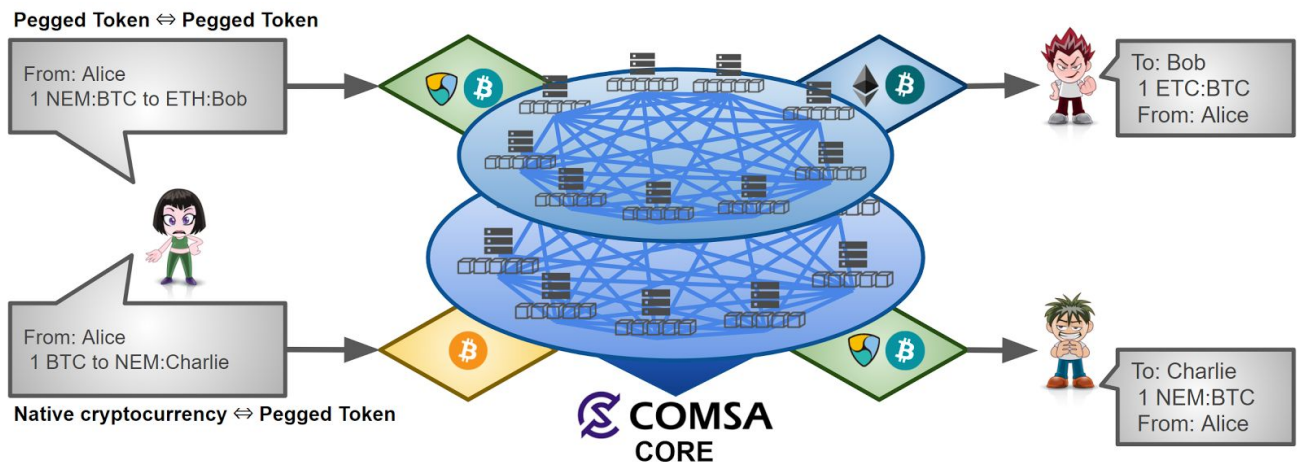 Pegged Token ⇔ Pegged Token
From: Alice
1 NEM:BTC to ETH:Bob
To: Bob
1 ETC:BTC
From: Alice
From: Alice
1 BTC to NEM:Charlie
Native cryptocurrency ⇔ Pegged Token
COMSA
CORE
To: Charlie
1 NEM:BTC
From: Alice